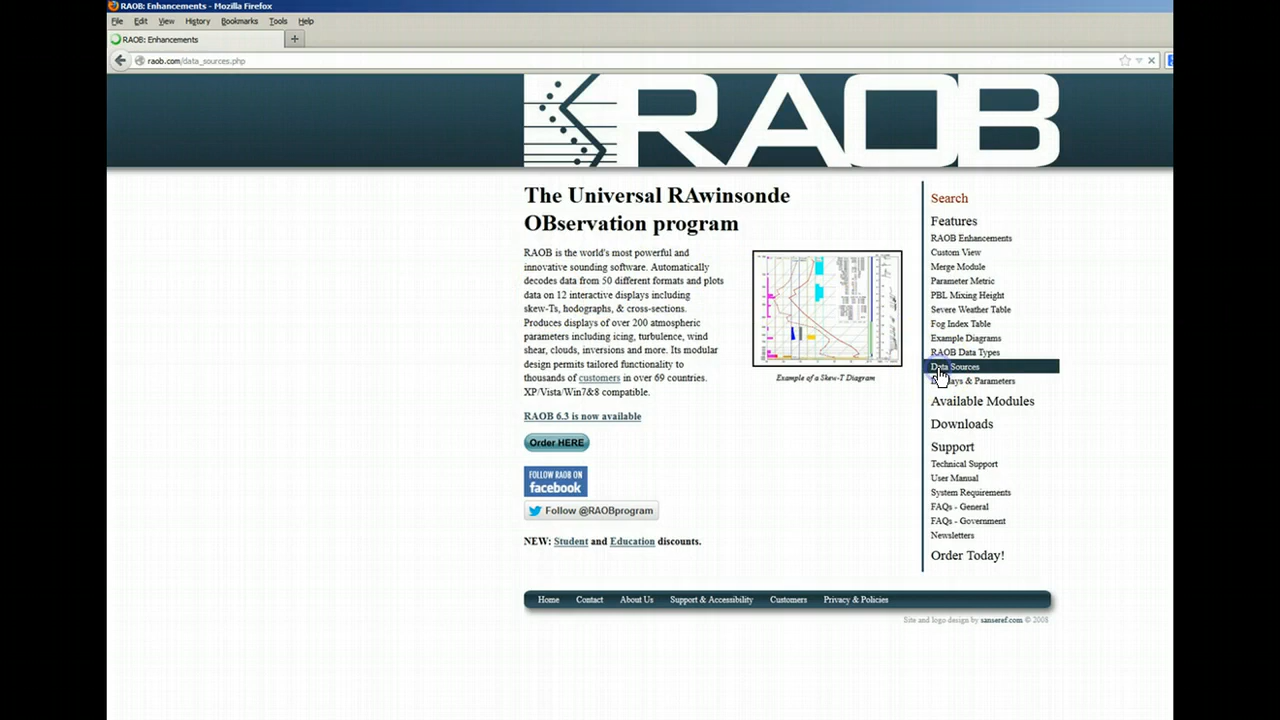 RAOB: Enhancements - Mozilla Firefox
File Edit View History Bookmarks Tools Help
RAOB: Enhancements
raob.com/data_sources.php
RAOB
The Universal RAwinsonde
OBservation program
RAOB is the world's most powerful and
innovative sounding software. Automatically
decodes data from 50 different formats and plots
data on 12 interactive displays including
skew-Ts, hodographs, & cross-sections.
Produces displays of over 200 atmospheric
parameters including icing, turbulence, wind
shear, clouds, inversions and more. Its modular
design permits tailored functionality to
thousands of customers in over 69 countries.
XP/Vista/Win7&8 compatible.
Example of a Skew-T Diagram
RAOB 6.3 is now available
Order HERE
FOLLOW RAOB ON
facebook
Follow @RAOBprogram
NEW: Student and Education discounts.
Search
Features
RAOB Enhancements
Custom View
Merge Module
Parameter Metric
PBL Mixing Height
Severe Weather Table
Fog Index Table
Example Diagrams
RAOB Data Types
Data Sources
Displays & Parameters
Available Modules
Downloads
Support
Technical Support
User Manual
System Requirements
FAQs - General
FAQs - Government
Newsletters
Order Today!
Home Contact About Us Support & Accessibility Customers Privacy & Policies
Site and logo design by sanseref.com © 2008